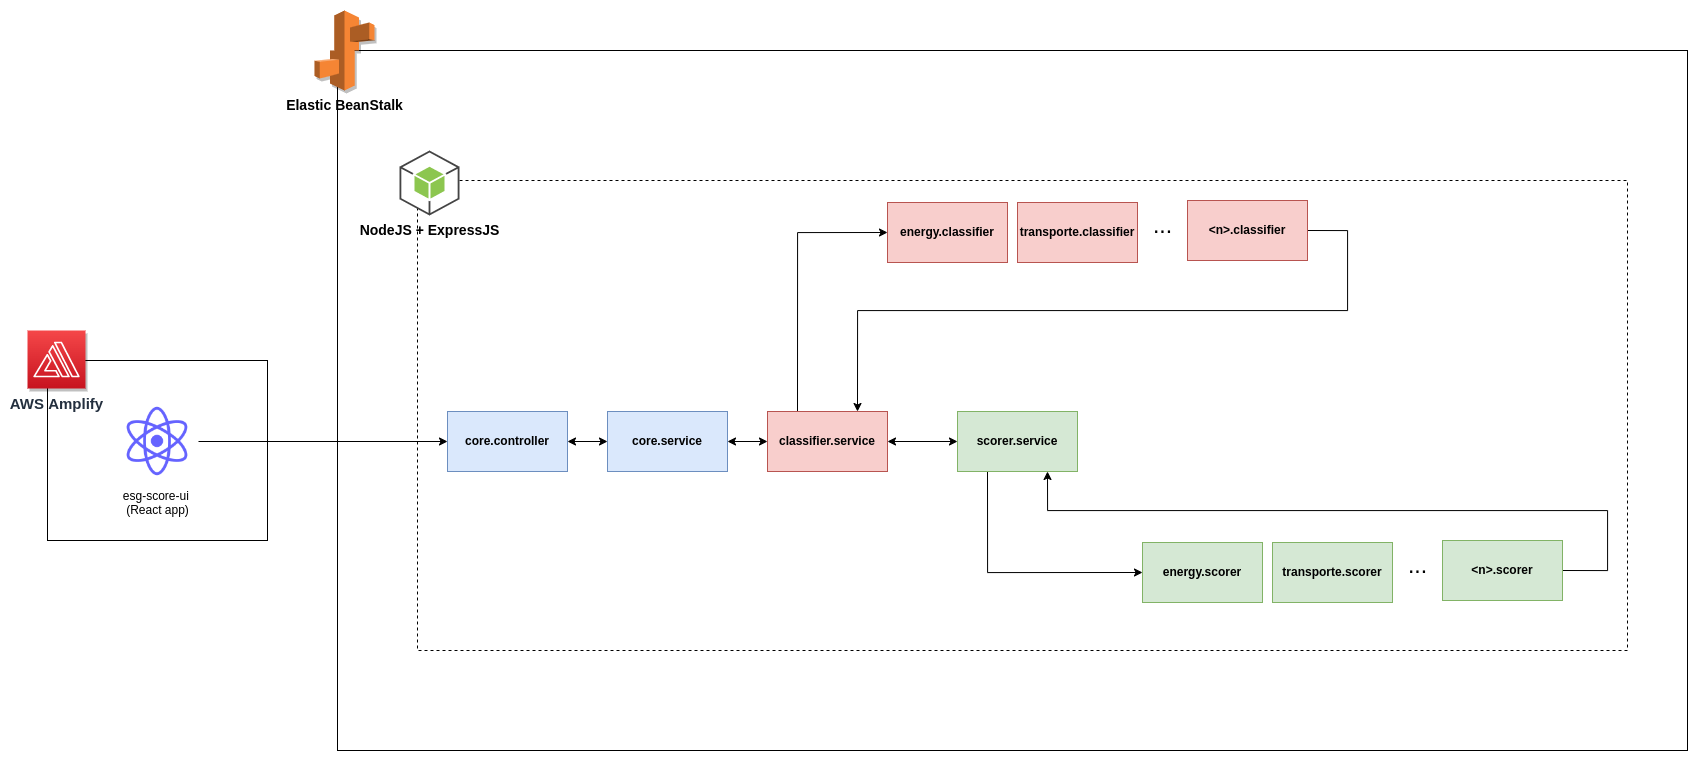 Elastic BeanStalk
NodeJS + ExpressJS
energy.classifier
transporte.classifier
...
<n>.classifier
AWS Amplify
esg-score-ui
(React app)
core.controller
core.service
classifier.service
scorer.service
energy.scorer
transporte.scorer
...
<n>.scorer